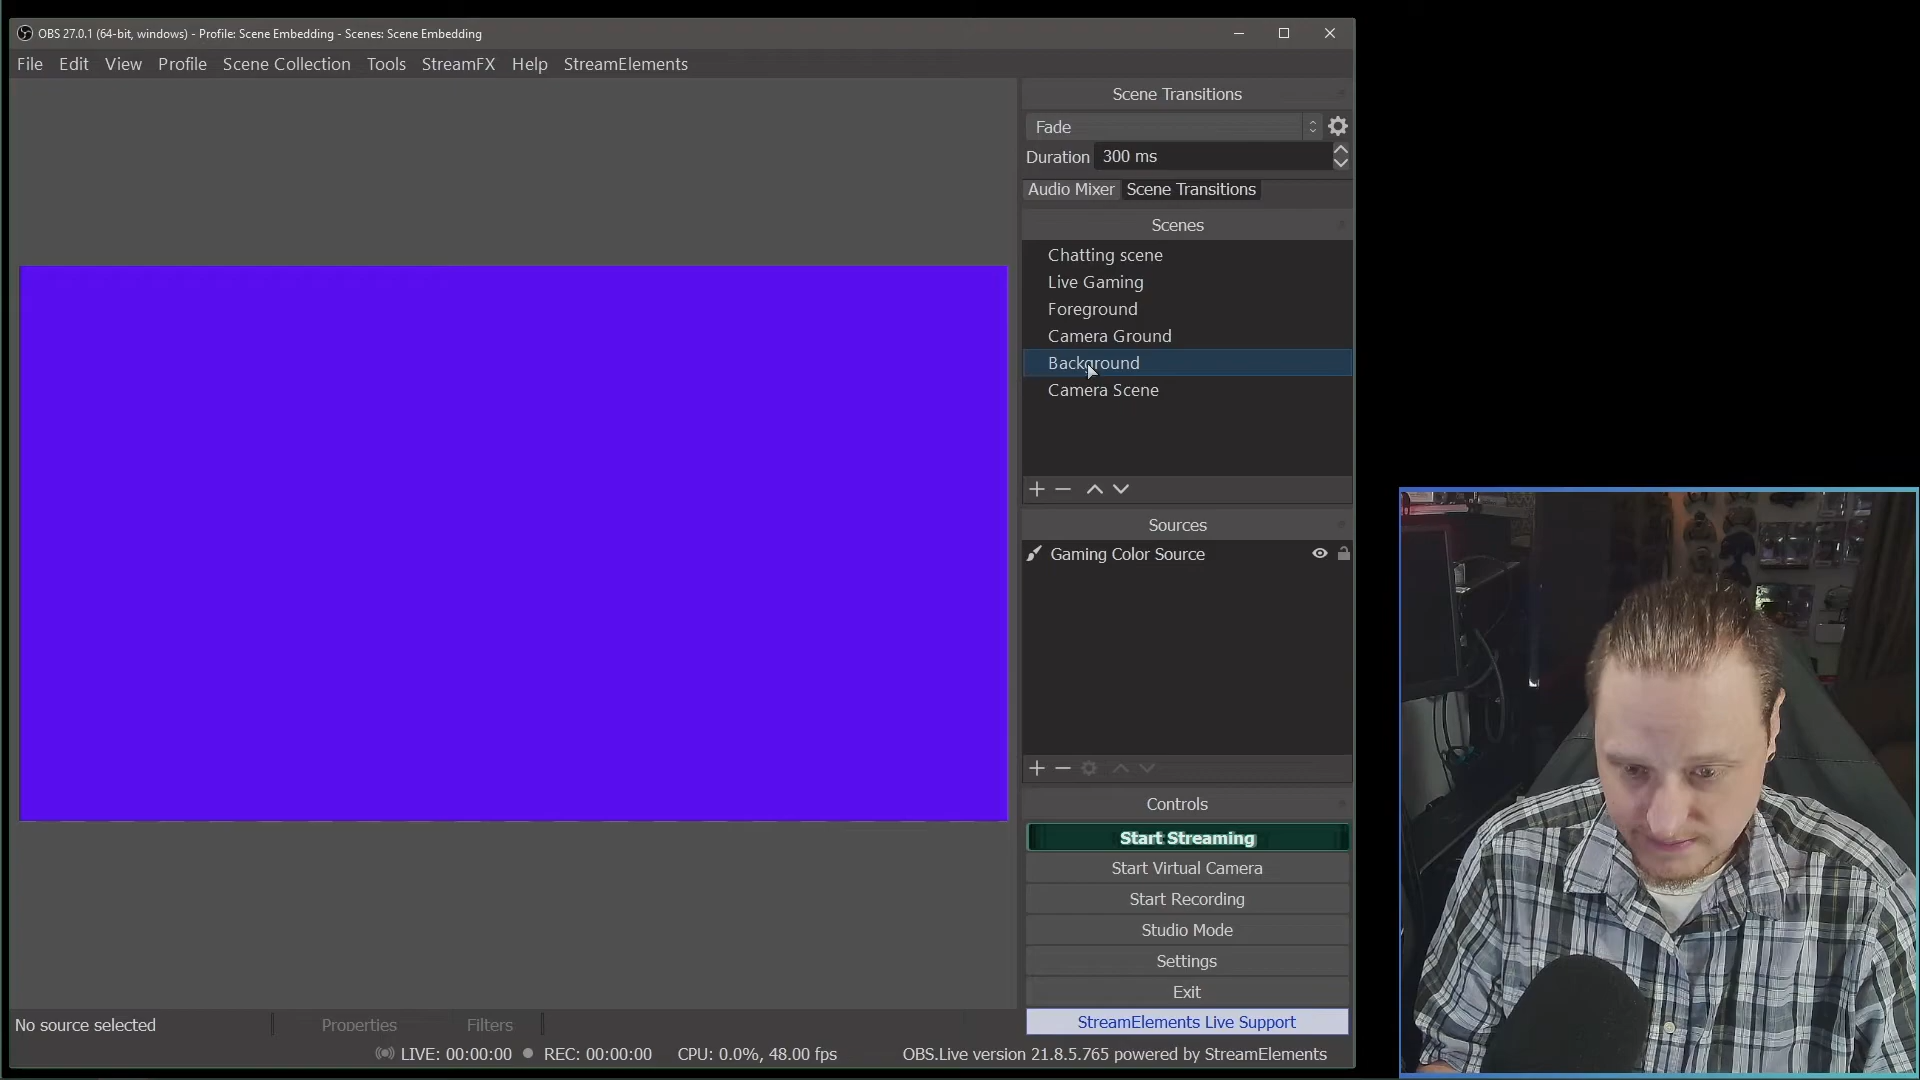 OBS 27.0.1 (64-bit, windows) - Profile: Scene Embedding - Scenes: Scene Embedding
File Edit View Profile Scene Collection Tools StreamFX Help StreamElements
Scene Transitions
Fade
Duration 300 ms
Audio Mixer Scene Transitions
Scenes
Chatting scene
Live Gaming
Foreground
Camera Ground
Background
Camera Scene
Sources
Gaming Color Source
Controls
Start Streaming
Start Virtual Camera
Start Recording
Studio Mode
Settings
Exit
StreamElements Live Support
No source selected Properties Filters
LIVE: 00:00:00 REC: 00:00:00 CPU: 0.0%, 48.00 fps OBS.Live version 21.8.5.765 powered by StreamElements